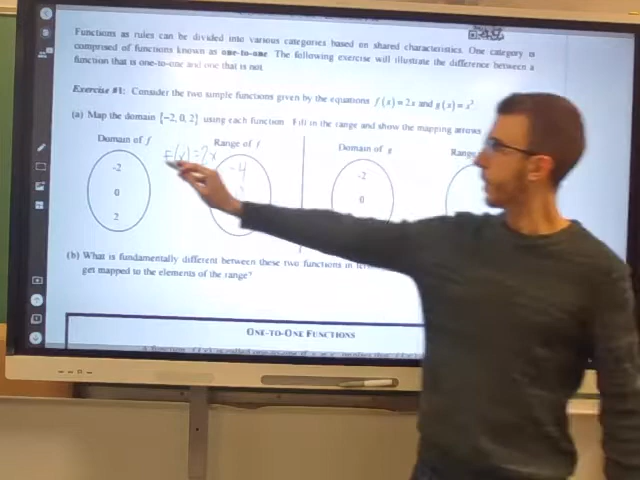 Functions as rules can be divided into various categories based on shared characteristics. One category is
comprised of functions known as one-to-one. The following exercise will illustrate the difference between a
function that is one-to-one and one that is not.
Exercise #1: Consider the two simple functions given by the equations f(x)=2x and g(x)=x².
(a) Map the domain {-2, 0, 2} using each function. Fill in the range and show the mapping arrows
Domain of f
Range of f
Domain of g
Range
f(x)=2x
-2
0
2
-4
-2
0
(b) What is fundamentally different between these two functions in
get mapped to the elements of the range?
ONE-TO-ONE FUNCTIONS